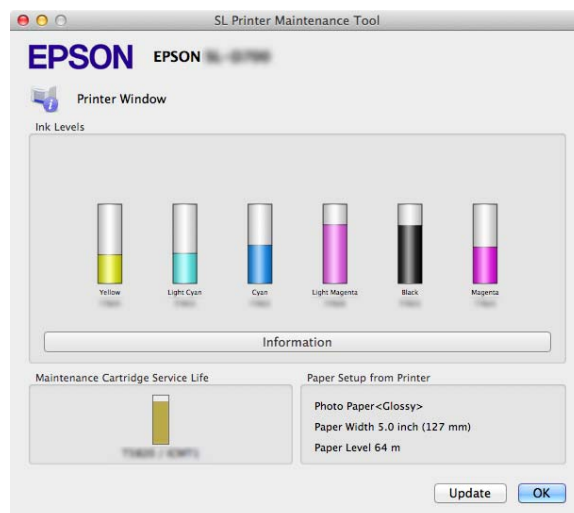 SL Printer Maintenance Tool
EPSON EPSON
Printer Window
Ink Levels
Yellow Light Cyan Cyan Light Magenta Black Magenta
Information
Maintenance Cartridge Service Life
Paper Setup from Printer
Photo Paper<Glossy>
Paper Width 5.0 inch (127 mm)
Paper Level 64 m
Update OK